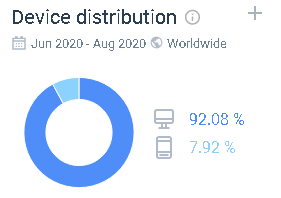 Device distribution
Jun 2020 - Aug 2020 Worldwide
92.08 %
7.92 %